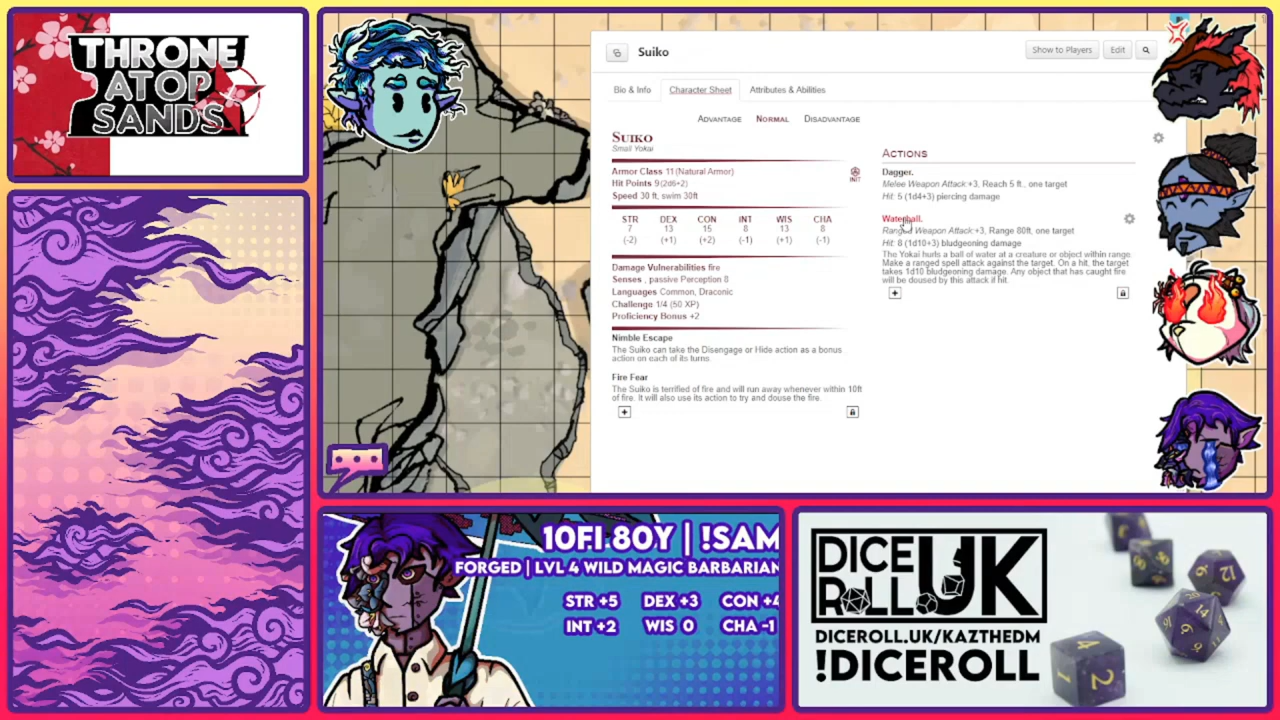 THRONE
ATOP
SANDS
Suiko
Show to Players
Edit
Bio & Info
Character Sheet
Attributes & Abilities
ADVANTAGE
NORMAL
DISADVANTAGE
SUIKO
Small Yokai
Armor Class 11 (Natural Armor)
Hit Points 9 (2d6+2)
Speed 30 ft, swim 30ft
INIT
STR DEX CON INT WIS CHA
7 13 15 8 13 8
(-2) (+1) (+2) (-1) (+1) (-1)
Damage Vulnerabilities fire
Senses , passive Perception 8
Languages Common, Draconic
Challenge 1/4 (50 XP)
Proficiency Bonus +2
Nimble Escape
The Suiko can take the Disengage or Hide action as a bonus
action on each of its turns.
Fire Fear
The Suiko is terrified of fire and will run away whenever within 10ft
of fire. It will also use its action to try and douse the fire.
+
ACTIONS
Dagger.
Melee Weapon Attack:+3, Reach 5 ft., one target
Hit: 5 (1d4+3) piercing damage
Waterball.
Ranged Weapon Attack:+3, Range 80ft, one target
Hit: 8 (1d10+3) bludgeoning damage
The Yokai hurls a ball of water at a creature or object within range.
Make a ranged spell attack against the target. On a hit, the target
takes 1d10 bludgeoning damage. Any object that has caught fire
will be doused by this attack if hit.
+
10FI.80Y | !SAM
FORGED | LVL 4 WILD MAGIC BARBARIAN
STR +5 DEX +3 CON +4
INT +2 WIS 0 CHA -1
DICE
ROLL
UK
DICEROLL.UK/KAZTHEDM
!DICEROLL
12
14
4
2